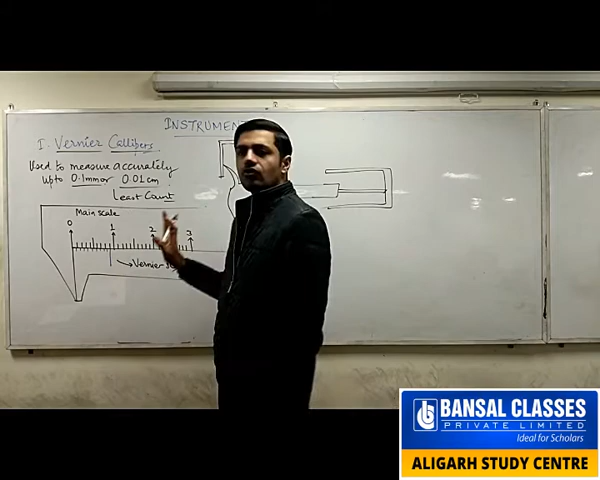 INSTRUME
I. Vernier Callipers
Used to measure accurately
upto 0.1mm or 0.01cm
Least Count
Main scale
0 1 2 3
Vernier
BANSAL CLASSES
PRIVATE LIMITED
Ideal for Scholars
ALIGARH STUDY CENTRE